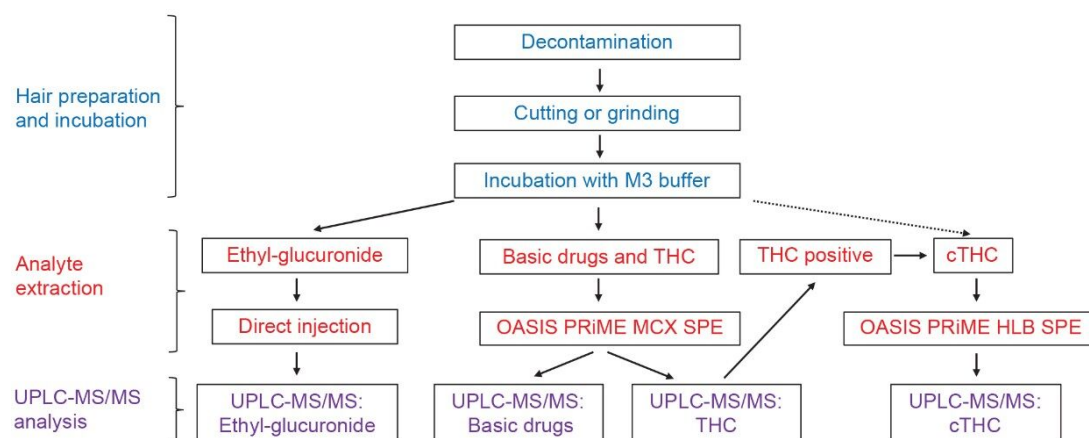 Decontamination
Hair preparation
and incubation
Cutting or grinding
Incubation with M3 buffer
Analyte
extraction
Ethyl-glucuronide
Basic drugs and THC
THC positive
cTHC
Direct injection
OASIS PRiME MCX SPE
OASIS PRiME HLB SPE
UPLC-MS/MS
analysis
UPLC-MS/MS:
Ethyl-glucuronide
UPLC-MS/MS:
Basic drugs
UPLC-MS/MS:
THC
UPLC-MS/MS:
cTHC